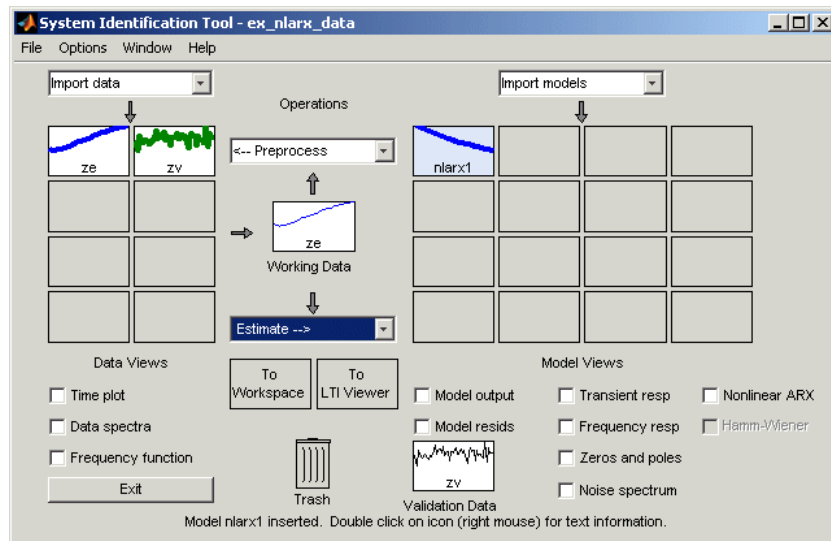 System Identification Tool - ex_nlarx_data
File Options Window Help
Import data
Import models
Operations
ze
zv
<-- Preprocess
nlarx1
ze
Working Data
Estimate -->
Data Views
Model Views
To Workspace
To LTI Viewer
Time plot
Data spectra
Frequency function
Exit
Trash
Model output
Model resids
zv
Validation Data
Transient resp
Frequency resp
Zeros and poles
Noise spectrum
Nonlinear ARX
Hamm-Wiener
Model nlarx1 inserted. Double click on icon (right mouse) for text information.